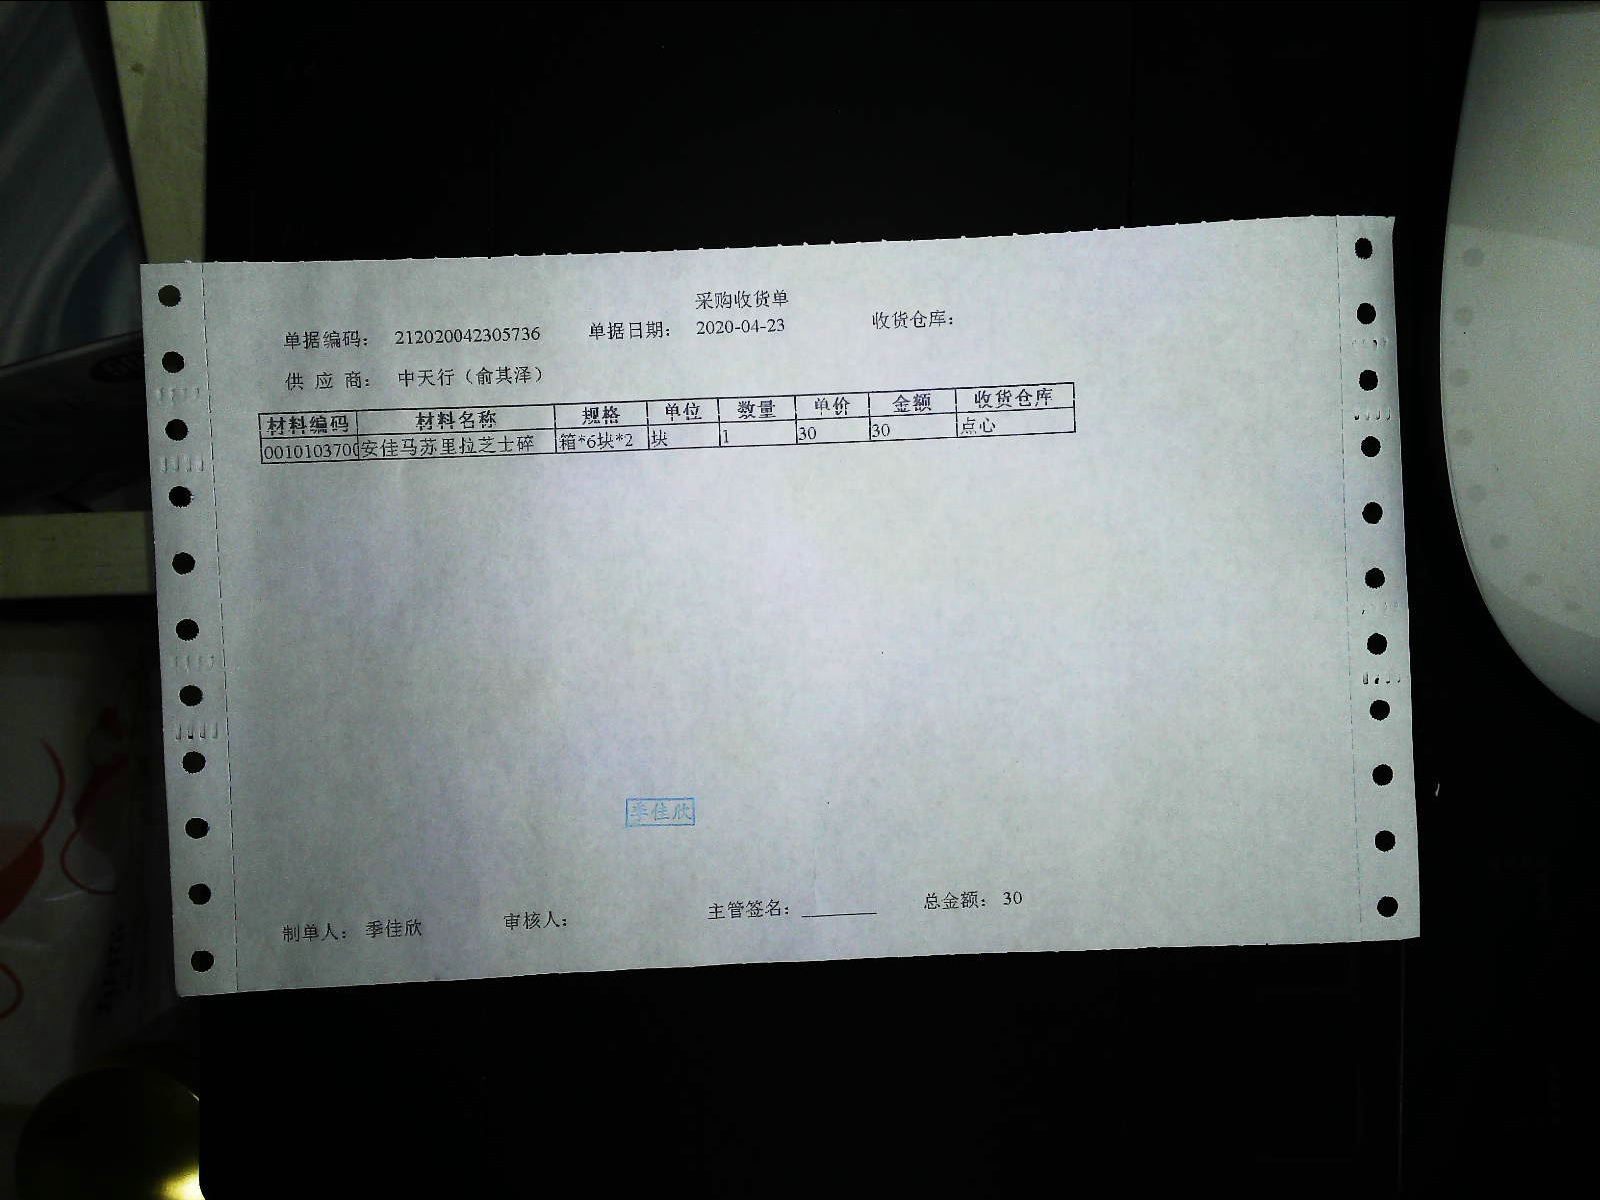 采购收货单
单据编码： 212020042305736 单据日期： 2020-04-23 收货仓库：
供 应 商： 中天行（俞其泽）
材料编码 材料名称 规格 单位 数量 单价 金额 收货仓库
0010103700 安佳马苏里拉芝士碎 箱*6块*2 块 1 30 30 点心
季佳欣
制单人： 季佳欣 审核人： 主管签名：________ 总金额： 30